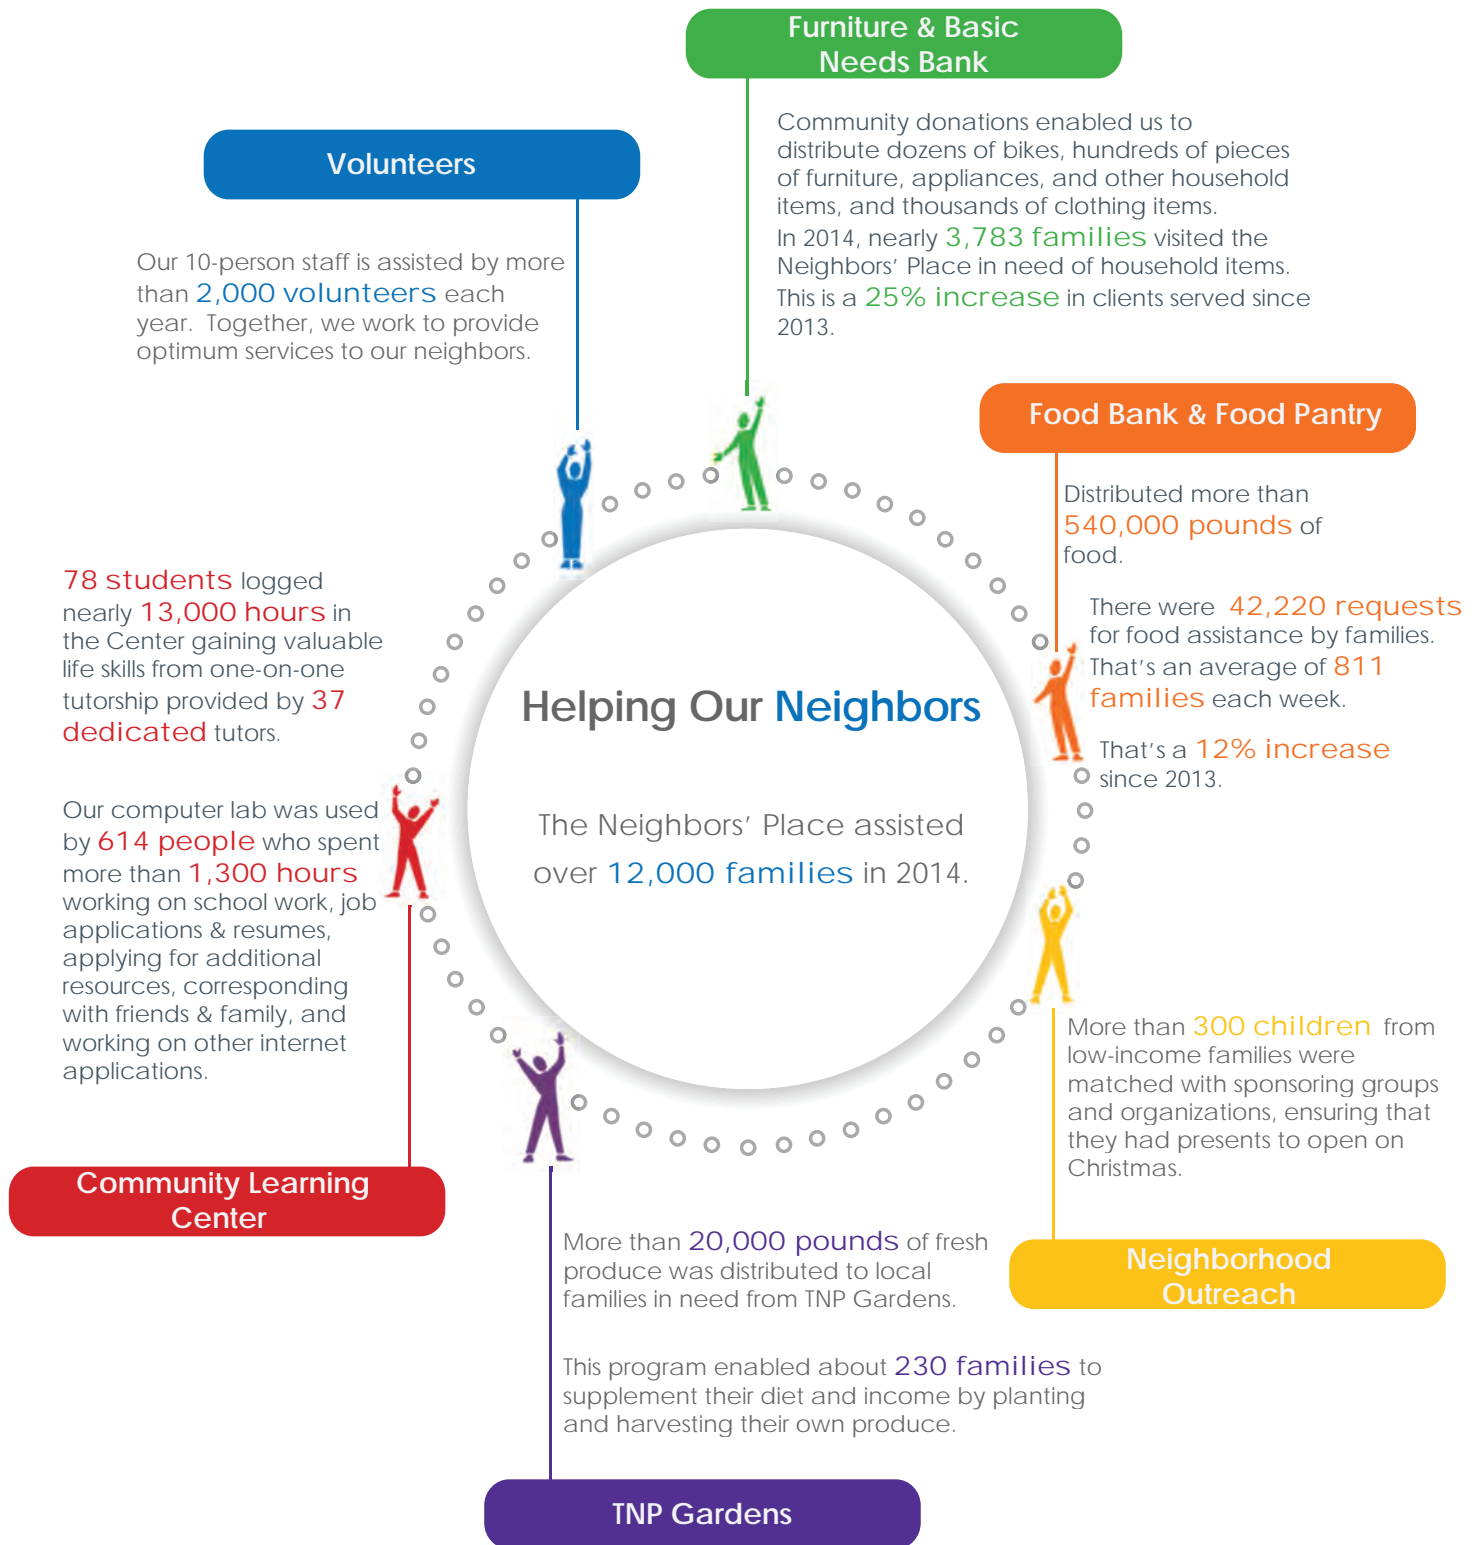 Furniture & Basic
Needs Bank
Community donations enabled us to
distribute dozens of bikes, hundreds of pieces
of furniture, appliances, and other household
items, and thousands of clothing items.
In 2014, nearly 3,783 families visited the
Neighbors’ Place in need of household items.
This is a 25% increase in clients served since
2013.
Volunteers
Our 10-person staff is assisted by more
than 2,000 volunteers each
year. Together, we work to provide
optimum services to our neighbors.
Food Bank & Food Pantry
Distributed more than
540,000 pounds of
food.
There were 42,220 requests
for food assistance by families.
That’s an average of 811
families each week.
That’s a 12% increase
since 2013.
78 students logged
nearly 13,000 hours in
the Center gaining valuable
life skills from one-on-one
tutorship provided by 37
dedicated tutors.
Our computer lab was used
by 614 people who spent
more than 1,300 hours
working on school work, job
applications & resumes,
applying for additional
resources, corresponding
with friends & family, and
working on other internet
applications.
Community Learning
Center
Helping Our Neighbors
The Neighbors’ Place assisted
over 12,000 families in 2014.
More than 300 children from
low-income families were
matched with sponsoring groups
and organizations, ensuring that
they had presents to open on
Christmas.
Neighborhood
Outreach
More than 20,000 pounds of fresh
produce was distributed to local
families in need from TNP Gardens.
This program enabled about 230 families to
supplement their diet and income by planting
and harvesting their own produce.
TNP Gardens